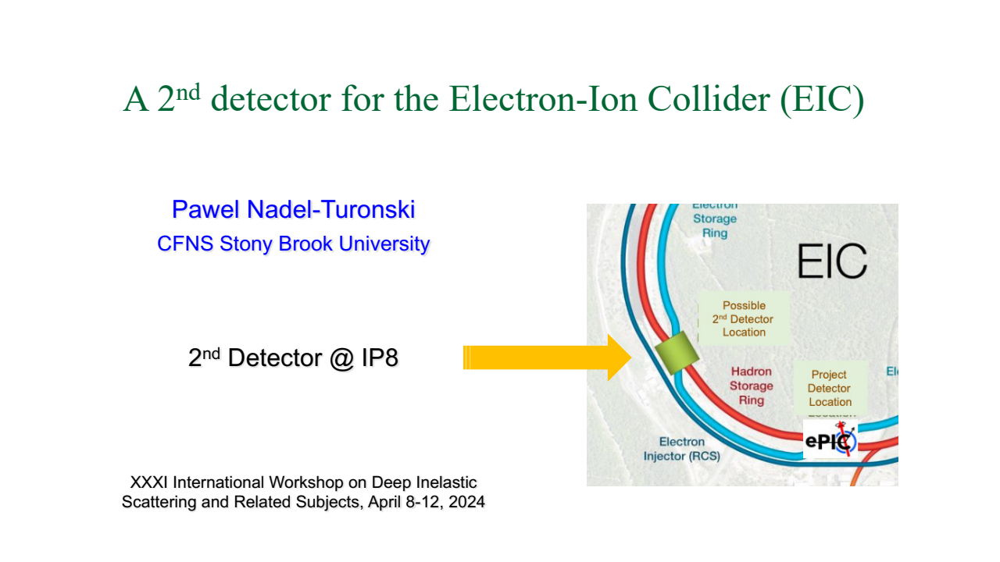 A 2nd detector for the Electron-Ion Collider (EIC)
Pawel Nadel-Turonski
CFNS Stony Brook University
2nd Detector @ IP8
XXXI International Workshop on Deep Inelastic
Scattering and Related Subjects, April 8-12, 2024
Electron
Storage
Ring
EIC
Possible
2nd Detector
Location
Hadron
Storage
Ring
Project
Detector
Location
ePIC
Electron
Injector (RCS)